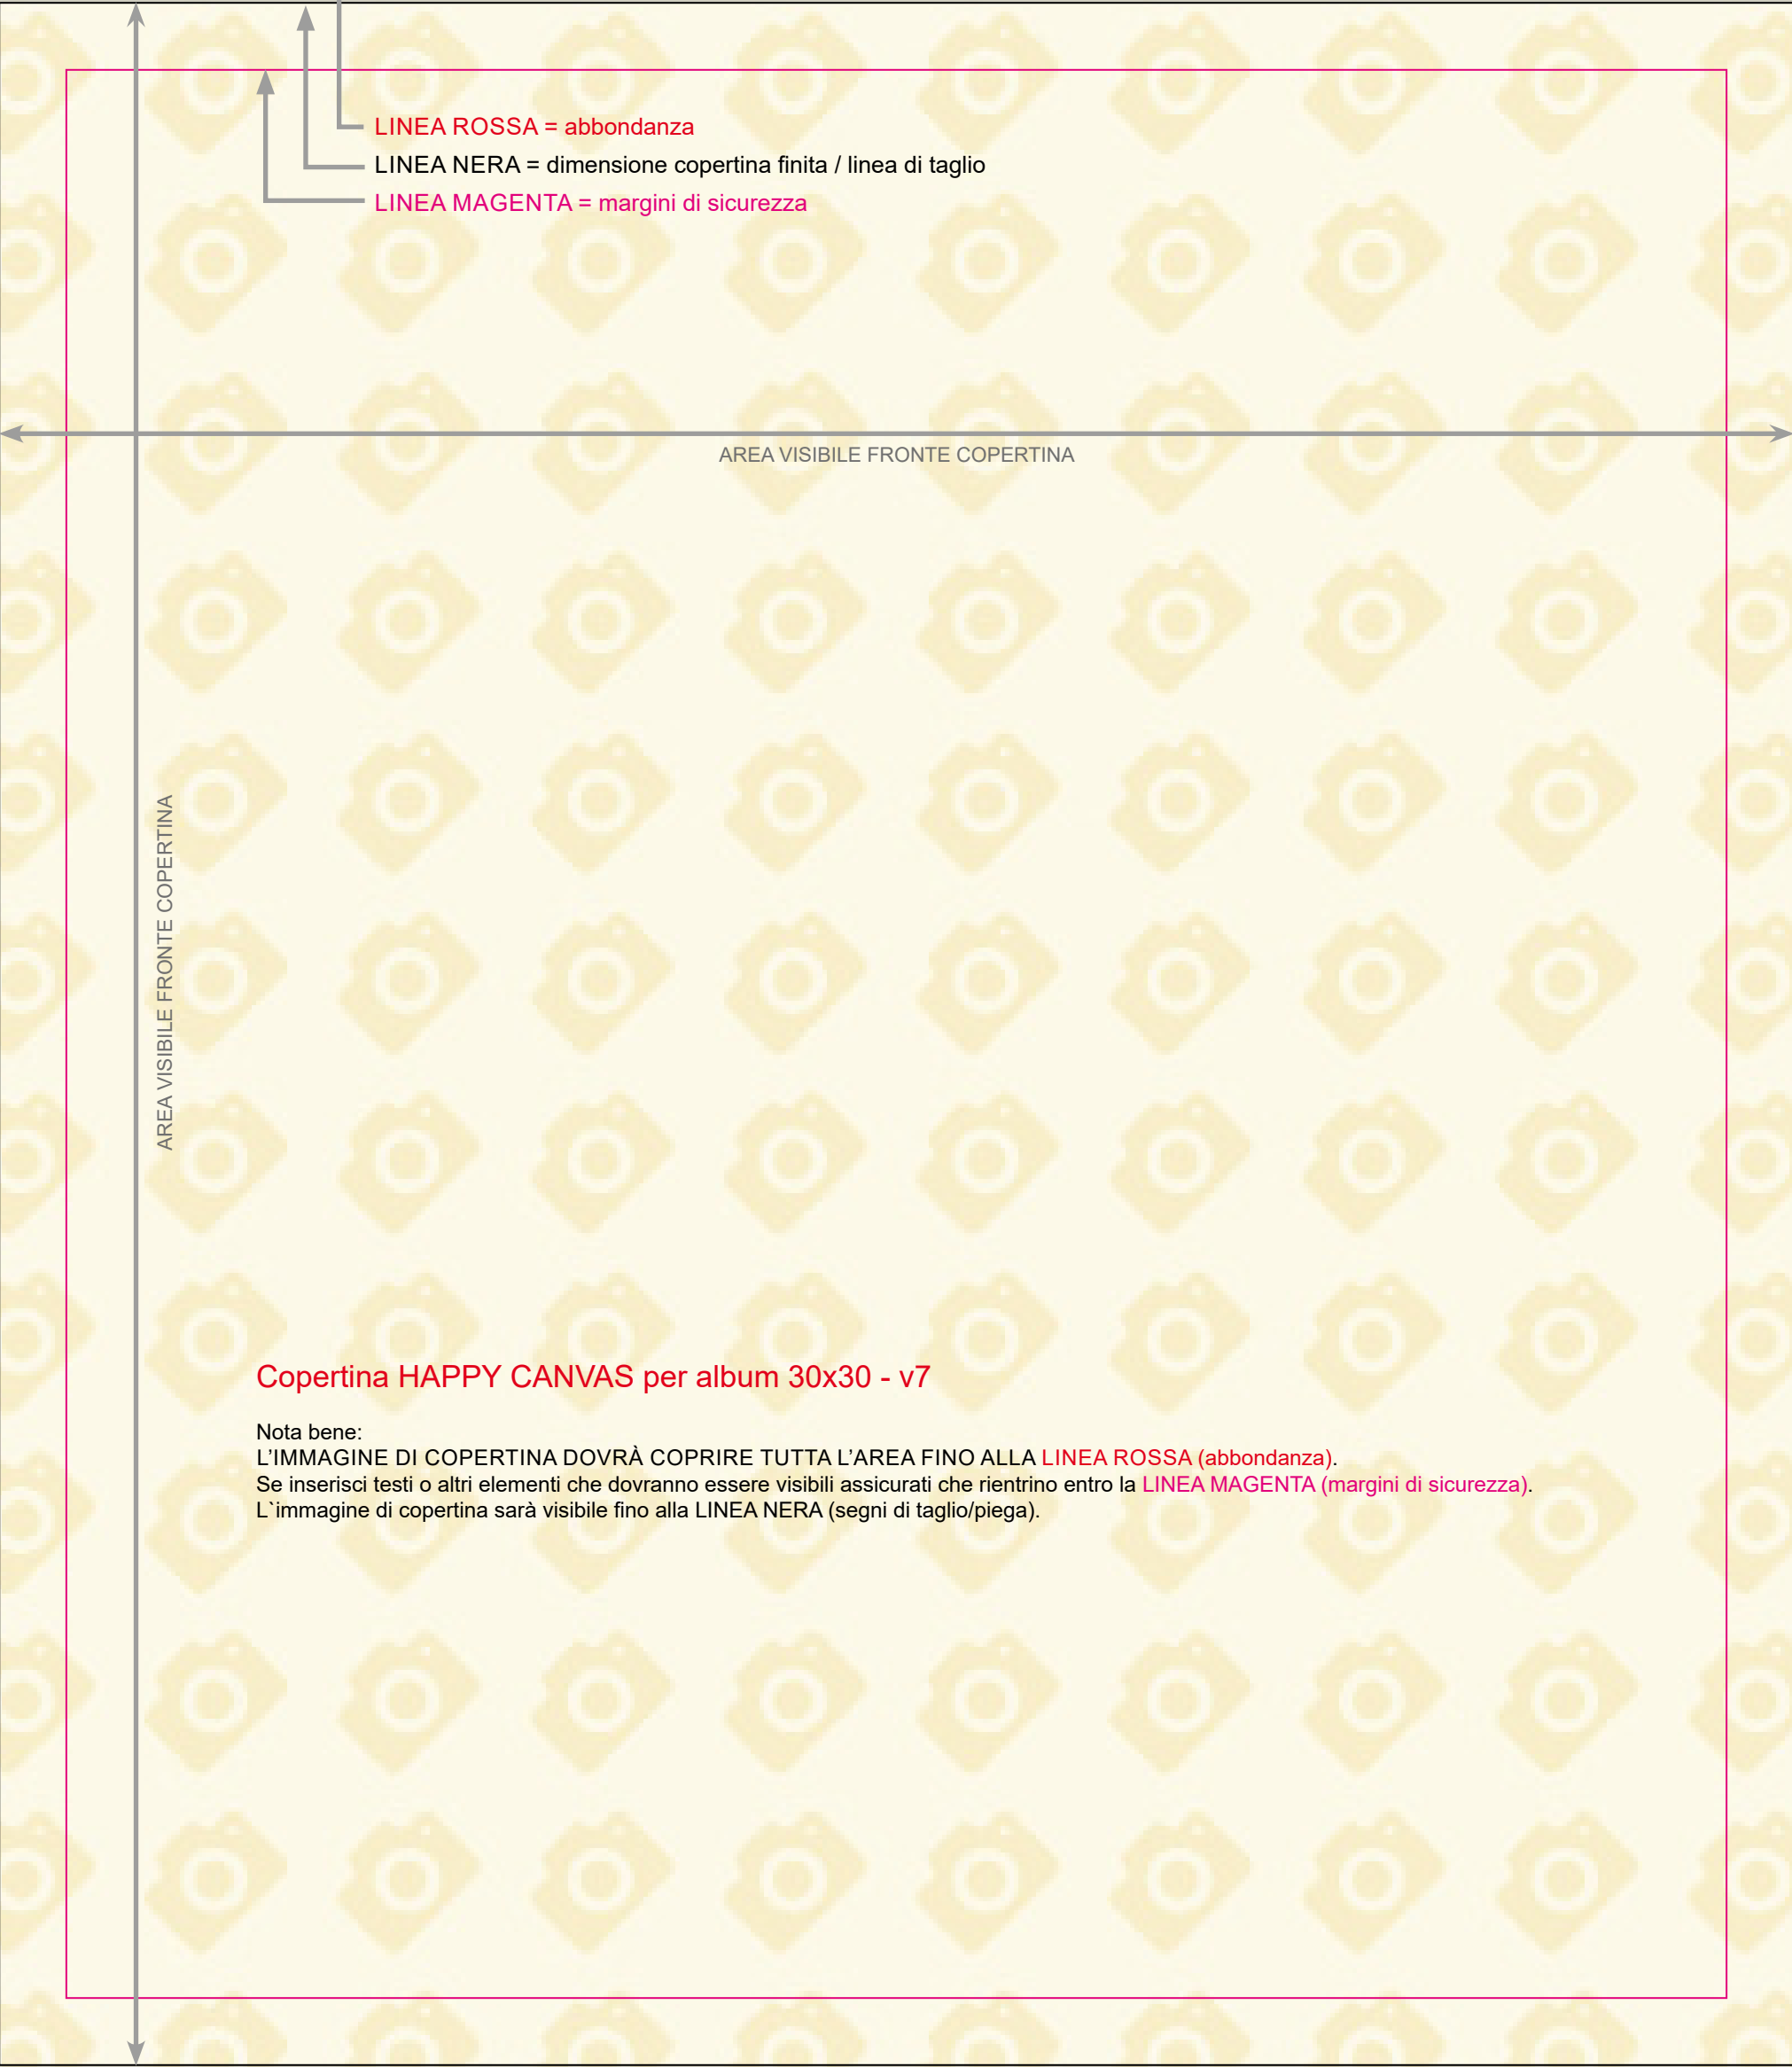 LINEA ROSSA = abbondanza
LINEA NERA = dimensione copertina finita / linea di taglio
LINEA MAGENTA = margini di sicurezza
AREA VISIBILE FRONTE COPERTINA
AREA VISIBILE FRONTE COPERTINA
Copertina HAPPY CANVAS per album 30x30 - v7
Nota bene:
L’IMMAGINE DI COPERTINA DOVRÀ COPRIRE TUTTA L’AREA FINO ALLA LINEA ROSSA (abbondanza).
Se inserisci testi o altri elementi che dovranno essere visibili assicurati che rientrino entro la LINEA MAGENTA (margini di sicurezza).
L`immagine di copertina sarà visibile fino alla LINEA NERA (segni di taglio/piega).